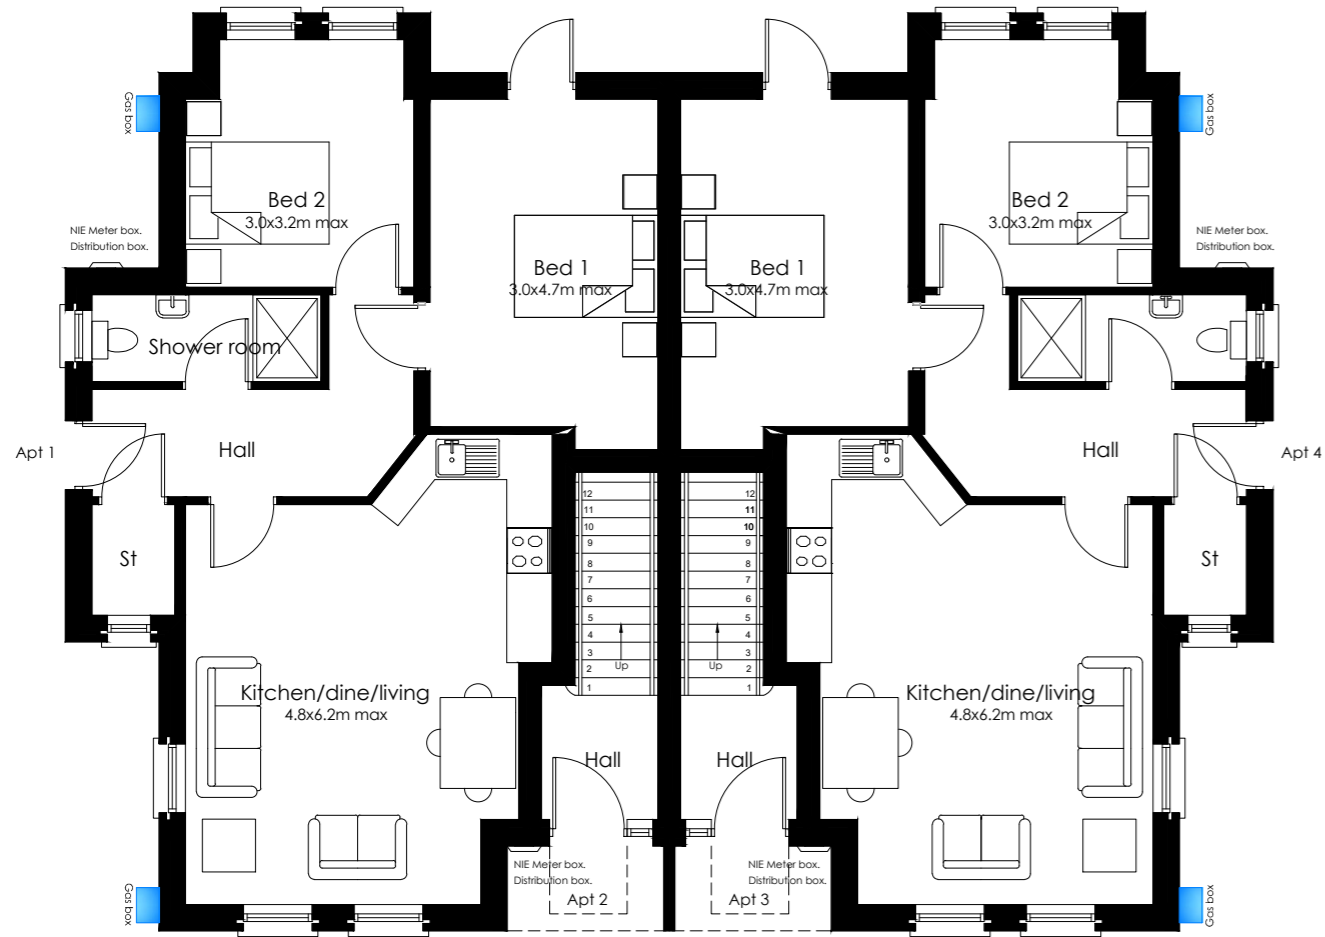 Gas box
Gas box
Bed 2
3.0x3.2m max
Bed 2
3.0x3.2m max
NIE Meter box.
Distribution box.
NIE Meter box.
Distribution box.
Bed 1
3.0x4.7m max
Bed 1
3.0x4.7m max
Shower room
Apt 1
Hall
Hall
Apt 4
12
11
10
9
8
7
6
5
4
3
2
1
Up
12
11
10
9
8
7
6
5
4
3
2
1
Up
St
St
Kitchen/dine/living
4.8x6.2m max
Kitchen/dine/living
4.8x6.2m max
Hall
Hall
NIE Meter box.
Distribution box.
Apt 2
NIE Meter box.
Distribution box.
Apt 3
Gas box
Gas box